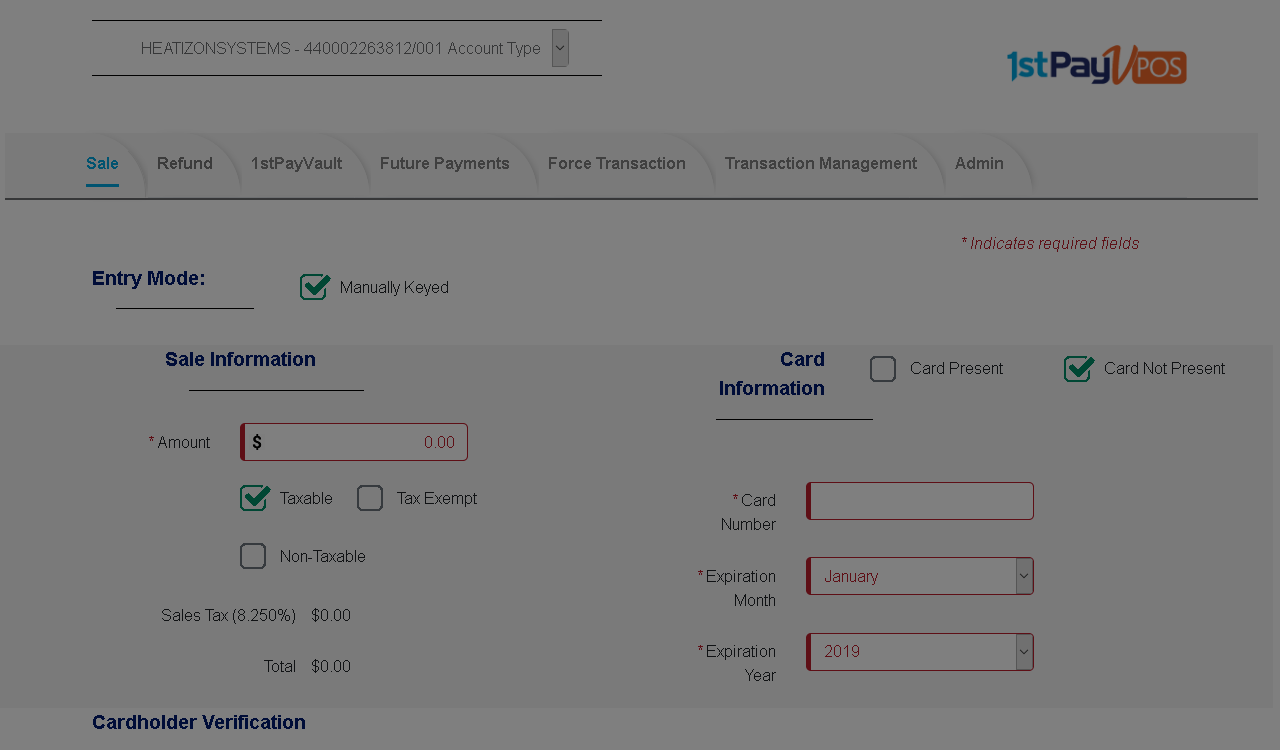 HEATIZONSYSTEMS - 440002263812/001 Account Type
1stPay VPOS
Sale Refund 1stPayVault Future Payments Force Transaction Transaction Management Admin
* Indicates required fields
Entry Mode: Manually Keyed
Sale Information
Card Information Card Present Card Not Present
* Amount $ 0.00
Taxable Tax Exempt
Non-Taxable
Sales Tax (8.250%) $0.00
Total $0.00
* Card
Number
* Expiration January
Month
* Expiration 2019
Year
Cardholder Verification